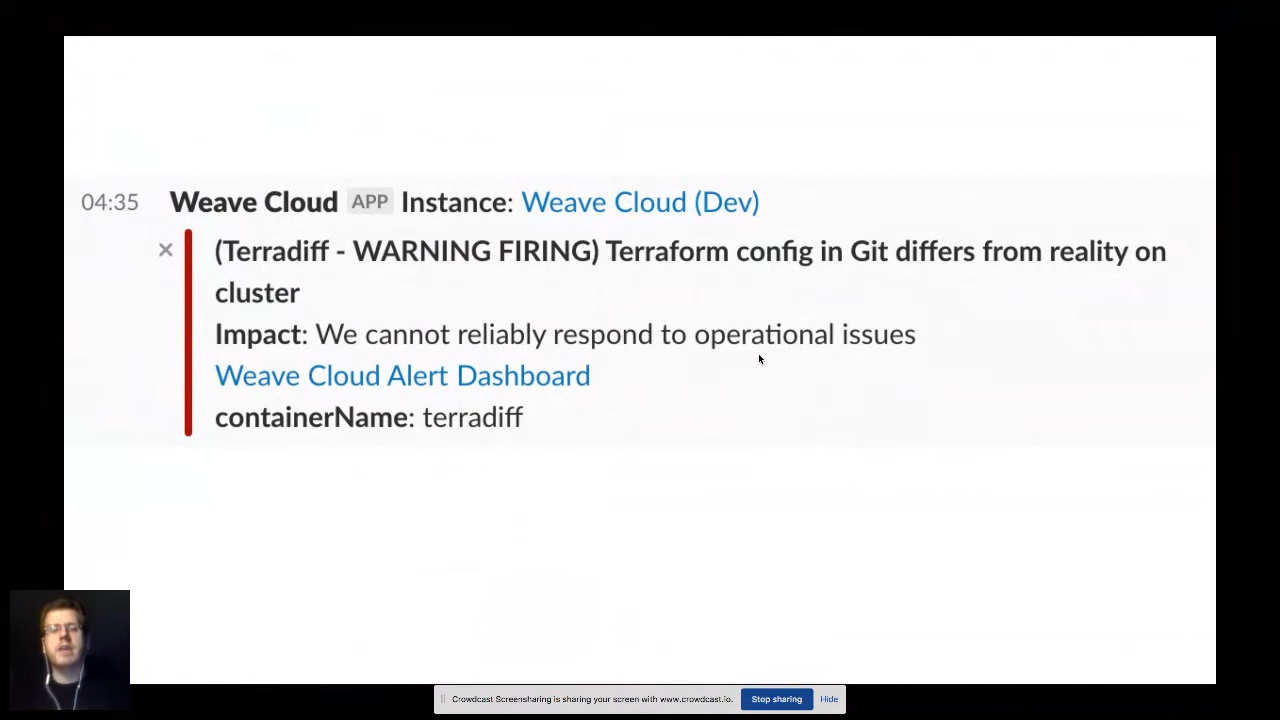 04:35 Weave Cloud APP Instance: Weave Cloud (Dev)
× (Terradiff - WARNING FIRING) Terraform config in Git differs from reality on
cluster
Impact: We cannot reliably respond to operational issues
Weave Cloud Alert Dashboard
containerName: terradiff
Crowdcast Screensharing is sharing your screen with www.crowdcast.io. Stop sharing Hide